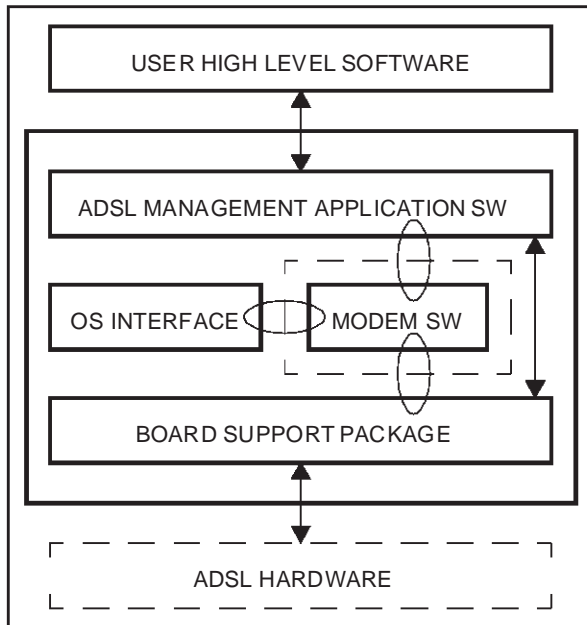 USER HIGH LEVEL SOFTWARE
ADSL MANAGEMENT APPLICATION SW
OS INTERFACE
MODEM SW
BOARD SUPPORT PACKAGE
ADSL HARDWARE